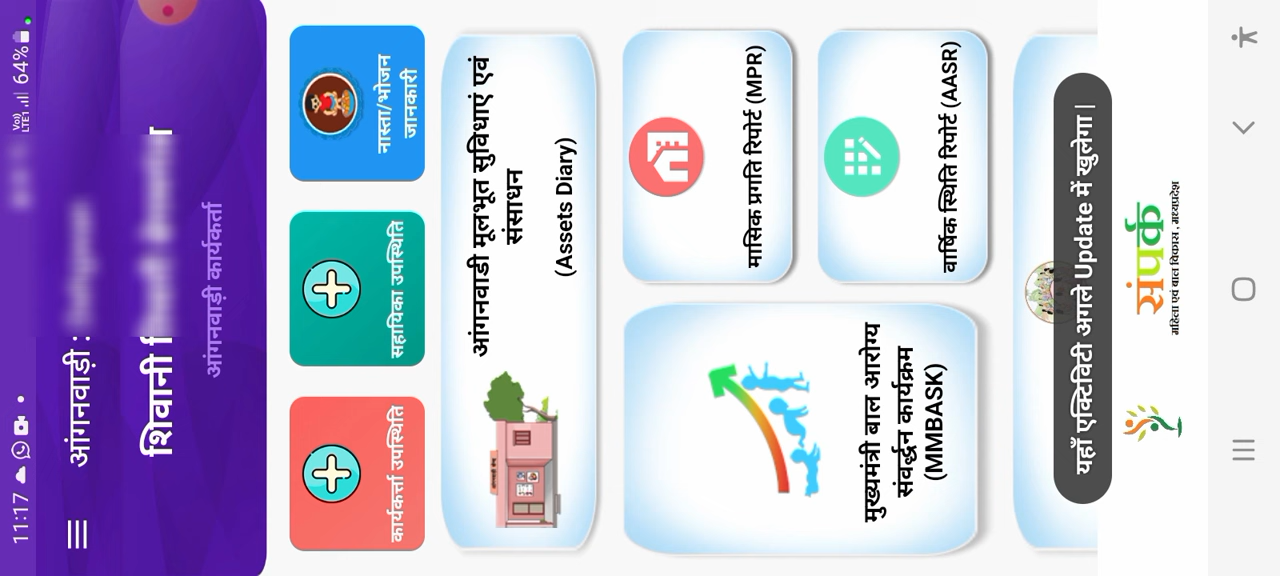 11:17
Vo))
LTE1
64%
आंगनवाड़ी :
शिवानी
आंगनवाड़ी कार्यकर्ता
कार्यकर्त्ता उपस्थिति
सहायिका उपस्थिति
नास्ता/भोजन
जानकारी
आंगनवाडी मूलभूत सुविधाएं एवं
संसाधन
(Assets Diary)
मुख्यमंत्री बाल आरोग्य
संवर्द्धन कार्यक्रम
(MMBASK)
मासिक प्रगति रिपोर्ट (MPR)
वार्षिक स्थिति रिपोर्ट (AASR)
यहाँ एक्टिविटी अगले Update में खुलेगा |
संपर्क
महिला एवं बाल विकास , मध्यप्रदेश